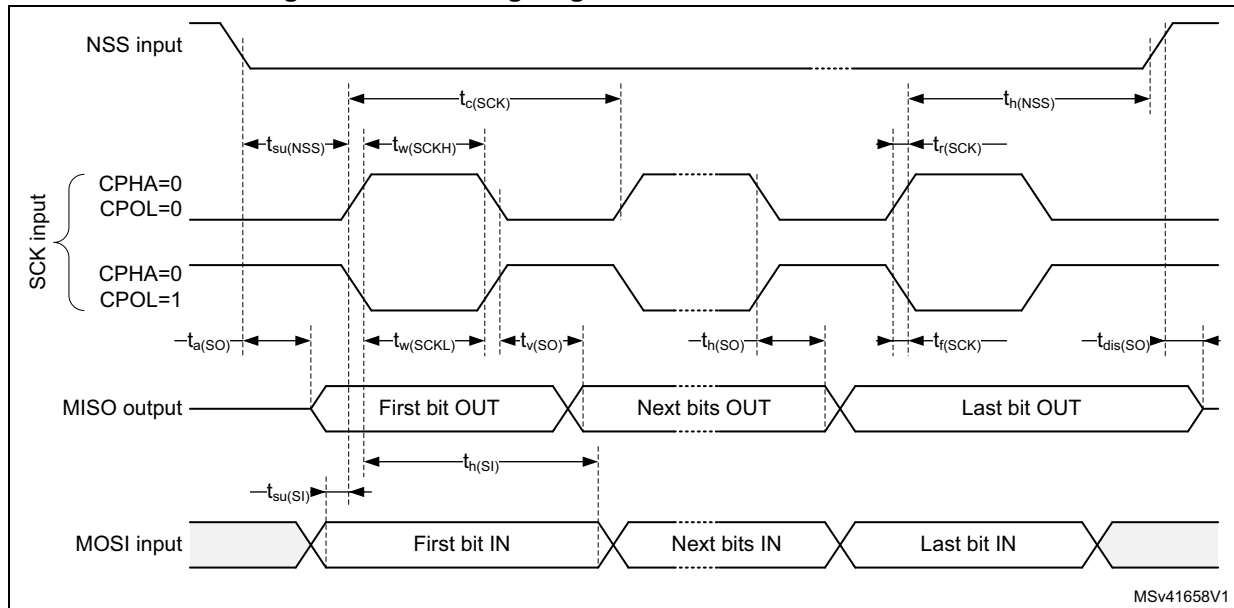 NSS input
tc(SCK)
th(NSS)
tsu(NSS)
tw(SCKH)
tr(SCK)
SCK input
CPHA=0
CPOL=0
CPHA=0
CPOL=1
ta(SO)
tw(SCKL)
tv(SO)
th(SO)
tf(SCK)
tdis(SO)
MISO output
First bit OUT
Next bits OUT
Last bit OUT
th(SI)
tsu(SI)
MOSI input
First bit IN
Next bits IN
Last bit IN
MSv41658V1